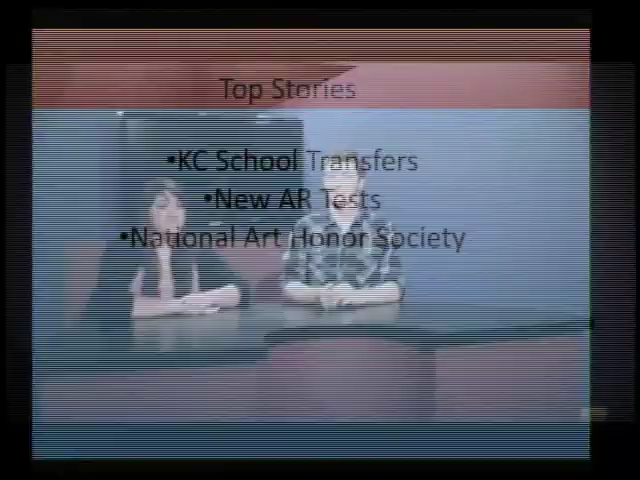 Top Stories
•KC School Transfers
•New AR Tests
•National Art Honor Society